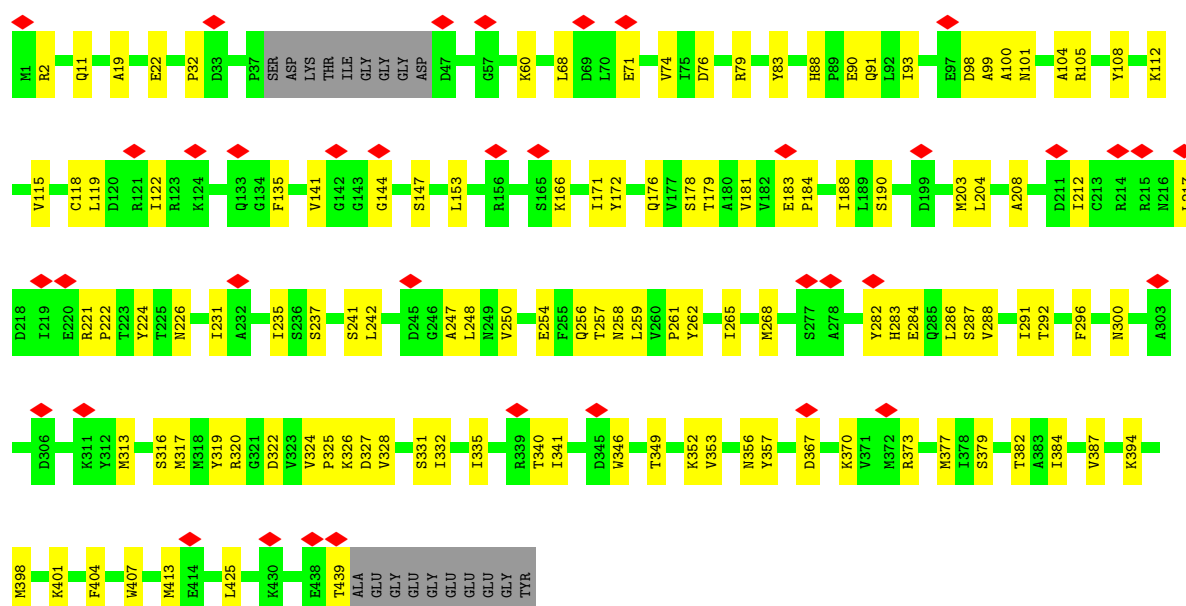 M1 R2 Q11 A19 E22 P32 D33 P37 SER ASP LYS THR ILE GLY GLY GLY ASP D47 G57 K60 L68 D69 L70 E71 V74 I75 D76 R79 Y83 H88 P89 E90 Q91 L92 I93 E97 D98 A99 A100 N101 A104 R105 Y108 K112
V115 C118 L119 D120 R121 I122 R123 K124 Q133 G134 F135 V141 G142 G143 G144 S147 L153 R156 S165 K166 I171 Y172 Q176 V177 S178 T179 A180 V181 V182 E183 P184 I188 L189 S190 D199 M203 L204 A208 D211 I212 C213 R214 R215 N216 L217
D218 I219 E220 R221 P222 T223 Y224 T225 N226 I231 A232 I235 S236 S237 S241 L242 D245 G246 A247 L248 N249 V250 E254 F255 Q256 T257 N258 L259 V260 P261 Y262 I265 M268 S277 A278 Y282 H283 E284 Q285 L286 S287 V288 I291 T292 F296 N300 A303
D306 K311 Y312 M313 S316 M317 M318 Y319 R320 G321 D322 V323 V324 P325 K326 D327 V328 S331 I332 I335 R339 T340 I341 D345 W346 T349 K352 V353 N356 Y357 D367 K370 V371 M372 R373 M377 I378 S379 T382 A383 I384 V387 K394
M398 K401 F404 W407 M413 E414 L425 K430 E438 T439 ALA GLU GLY GLU GLY GLU GLU GLU GLY TYR